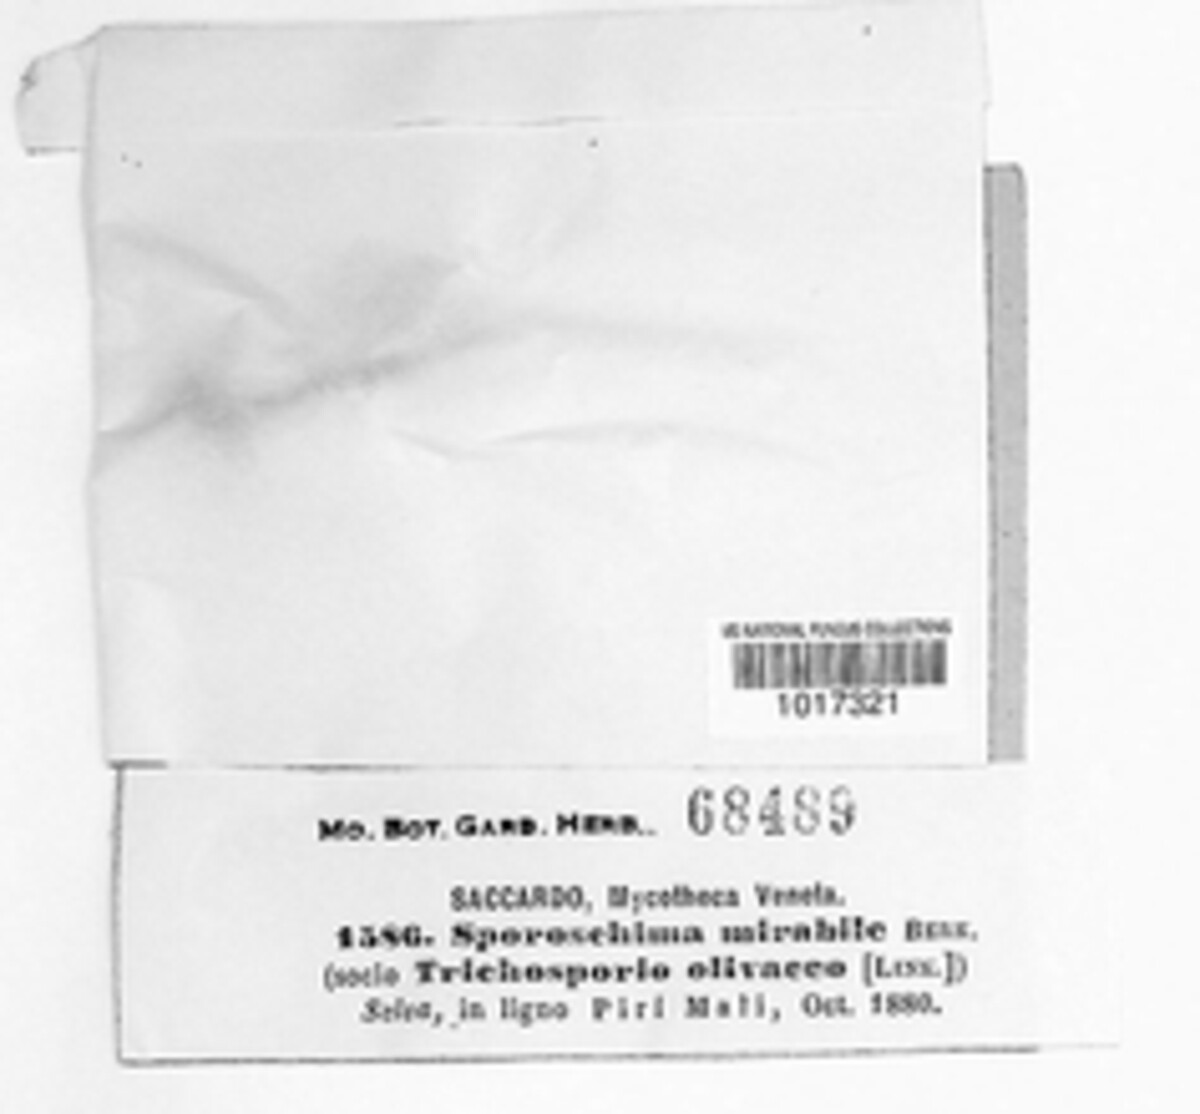 US NATIONAL FUNGUS COLLECTIONS
1017321
MO. BOT. GARD. HERB. 68489
SACCARDO, Mycotheca Veneta.
1586. Sporoschima mirabile BERK.
(socio Trichosporio olivaceo [LINK.])
Selva, in ligno Piri Mali, Oct. 1880.